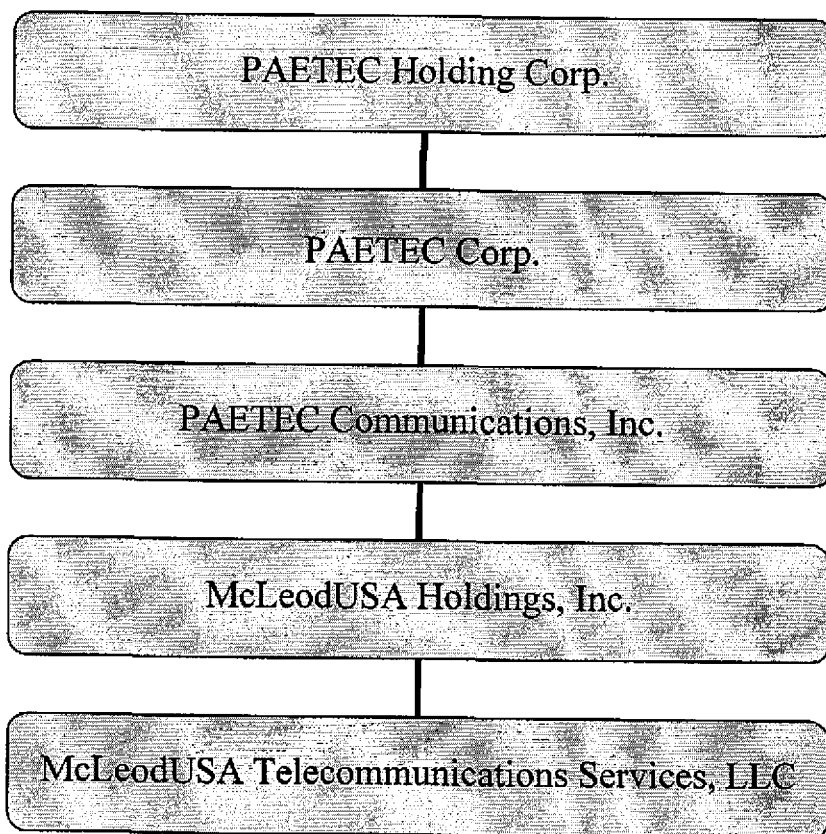 PAETEC Holding Corp.
PAETEC Corp.
PAETEC Communications, Inc.
McLeodUSA Holdings, Inc.
McLeodUSA Telecommunications Services, LLC